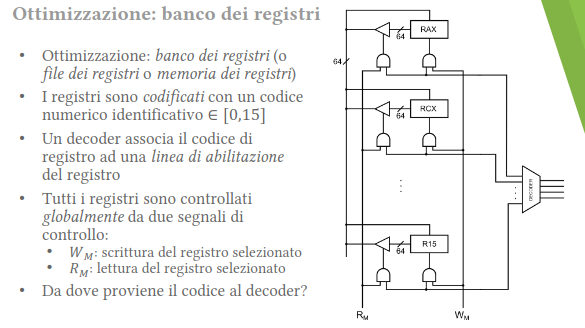 Ottimizzazione: banco dei registri
• Ottimizzazione: banco dei registri (o
file dei registri o memoria dei registri)
• I registri sono codificati con un codice
numerico identificativo ∈ [0,15]
• Un decoder associa il codice di
registro ad una linea di abilitazione
del registro
• Tutti i registri sono controllati
globalmente da due segnali di
controllo:
• W_M: scrittura del registro selezionato
• R_M: lettura del registro selezionato
• Da dove proviene il codice al decoder?
RAX
64
64
RCX
64
DECODER
R15
64
R_M
W_M